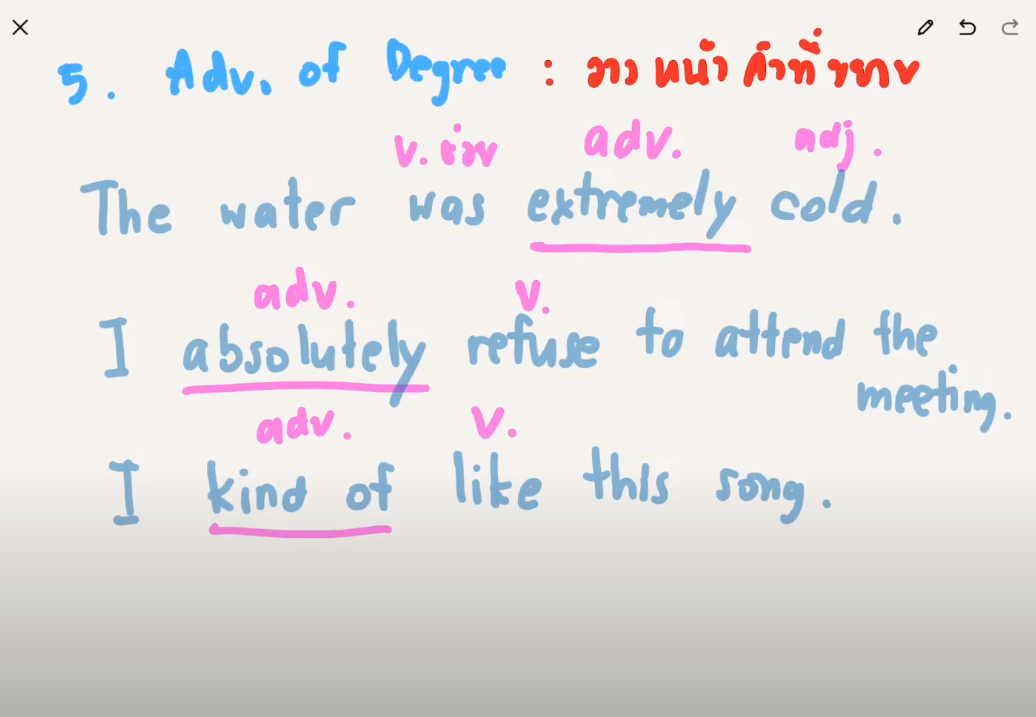 5. Adv. of Degree : วาง หน้า คำที่ขยาย
v. ช่วย adv. adj.
The water was extremely cold.
adv. v.
I absolutely refuse to attend the
meeting.
adv. v.
I kind of like this song.